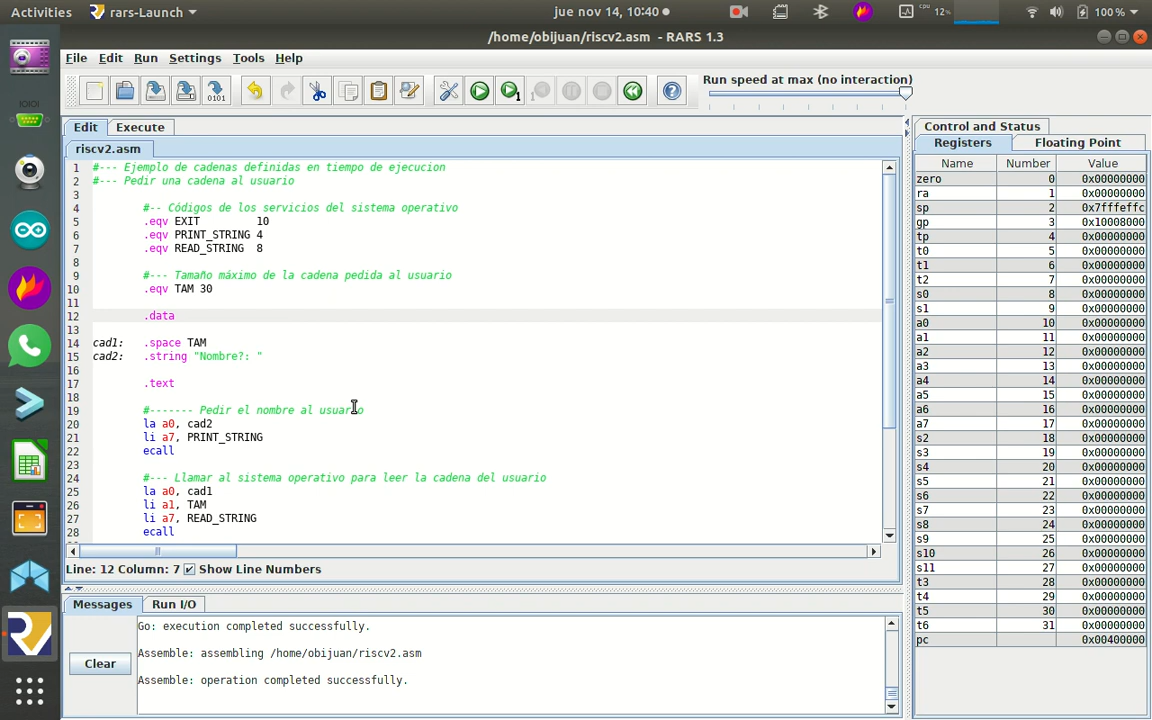 Activities rars-Launch jue nov 14, 10:40 cpu 12% 100%
/home/obijuan/riscv2.asm - RARS 1.3
File Edit Run Settings Tools Help
Run speed at max (no interaction)
Edit Execute
riscv2.asm
1 #--- Ejemplo de cadenas definidas en tiempo de ejecucion
2 #--- Pedir una cadena al usuario
3
4 #-- Códigos de los servicios del sistema operativo
5 .eqv EXIT 10
6 .eqv PRINT_STRING 4
7 .eqv READ_STRING 8
8
9 #--- Tamaño máximo de la cadena pedida al usuario
10 .eqv TAM 30
11
12 .data
13
14 cad1: .space TAM
15 cad2: .string "Nombre?: "
16
17 .text
18
19 #------- Pedir el nombre al usuario
20 la a0, cad2
21 li a7, PRINT_STRING
22 ecall
23
24 #--- Llamar al sistema operativo para leer la cadena del usuario
25 la a0, cad1
26 li a1, TAM
27 li a7, READ_STRING
28 ecall
Line: 12 Column: 7 Show Line Numbers
Messages Run I/O
Clear
Go: execution completed successfully.
Assemble: assembling /home/obijuan/riscv2.asm
Assemble: operation completed successfully.
Control and Status
Registers Floating Point
Name Number Value
zero 0 0x00000000
ra 1 0x00000000
sp 2 0x7fffeffc
gp 3 0x10008000
tp 4 0x00000000
t0 5 0x00000000
t1 6 0x00000000
t2 7 0x00000000
s0 8 0x00000000
s1 9 0x00000000
a0 10 0x00000000
a1 11 0x00000000
a2 12 0x00000000
a3 13 0x00000000
a4 14 0x00000000
a5 15 0x00000000
a6 16 0x00000000
a7 17 0x00000000
s2 18 0x00000000
s3 19 0x00000000
s4 20 0x00000000
s5 21 0x00000000
s6 22 0x00000000
s7 23 0x00000000
s8 24 0x00000000
s9 25 0x00000000
s10 26 0x00000000
s11 27 0x00000000
t3 28 0x00000000
t4 29 0x00000000
t5 30 0x00000000
t6 31 0x00000000
pc 0x00400000